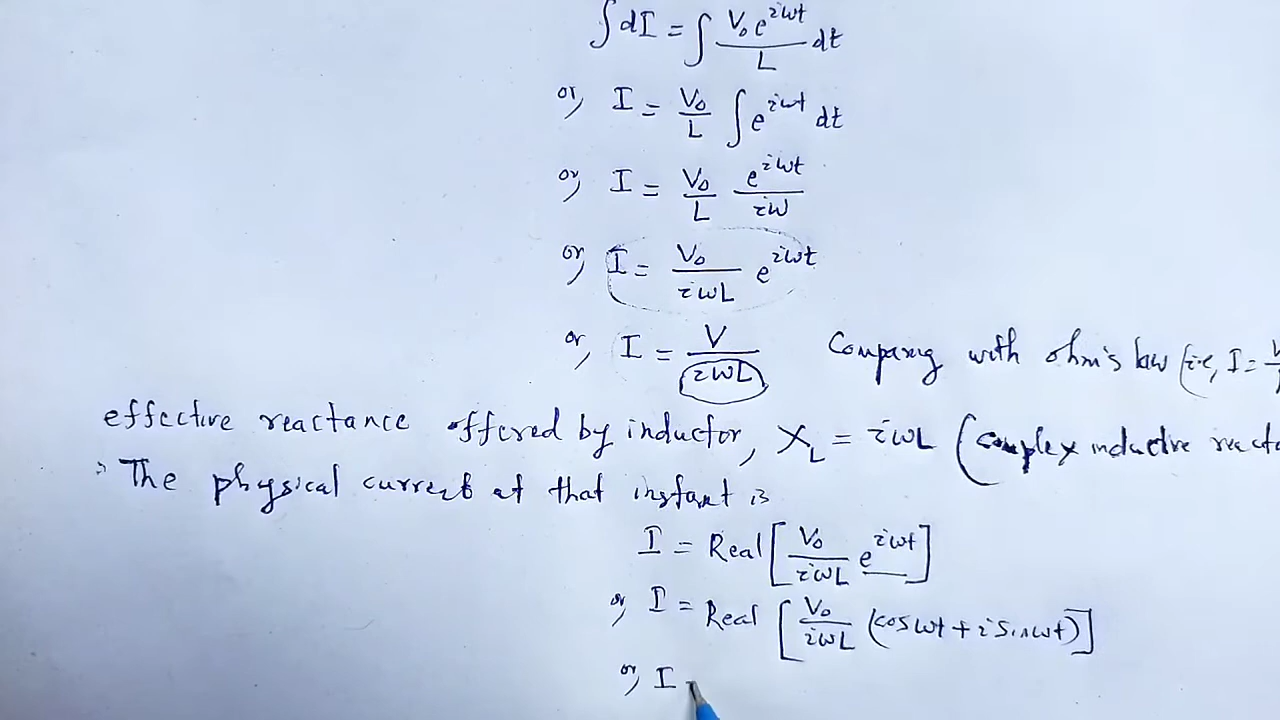 ∫dI = ∫ V₀e^{iωt}/L dt
or, I = V₀/L ∫e^{iωt} dt
or, I = V₀/L e^{iωt}/iω
or, I = V₀/iωL e^{iωt}
or, I = V/iωL Comparing with ohm's law (i.e, I = V
effective reactance offered by inductor, X_L = iωL (complex inductive reacta
∴ The physical current at that instant is
I = Real[V₀/iωL e^{iωt}]
or, I = Real [V₀/iωL (cosωt + i sinωt)]
or, I =